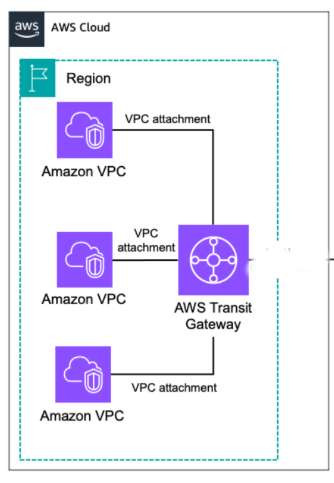 aws
AWS Cloud
Region
VPC attachment
Amazon VPC
VPC
attachment
Amazon VPC
AWS Transit
Gateway
VPC attachment
Amazon VPC